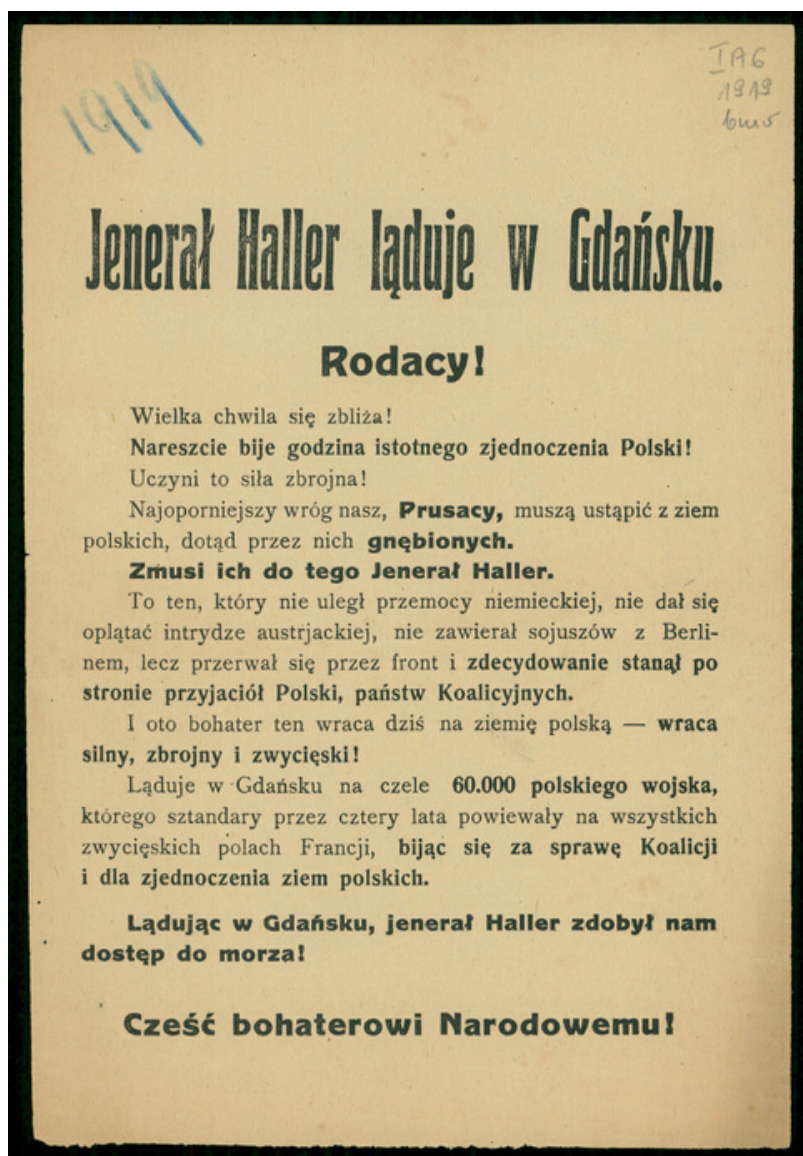 1919
IA6
1919
Jenerał Haller ląduje w Gdańsku.
Rodacy!
Wielka chwila się zbliża!
Nareszcie bije godzina istotnego zjednoczenia Polski!
Uczyni to siła zbrojna!
Najoporniejszy wróg nasz, Prusacy, muszą ustąpić z ziem
polskich, dotąd przez nich gnębionych.
Zmusi ich do tego Jenerał Haller.
To ten, który nie uległ przemocy niemieckiej, nie dał się
oplątać intrydze austrjackiej, nie zawierał sojuszów z Berli-
nem, lecz przerwał się przez front i zdecydowanie stanął po
stronie przyjaciół Polski, państw Koalicyjnych.
I oto bohater ten wraca dziś na ziemię polską — wraca
silny, zbrojny i zwycięski!
Ląduje w Gdańsku na czele 60.000 polskiego wojska,
którego sztandary przez cztery lata powiewały na wszystkich
zwycięskich polach Francji, bijąc się za sprawę Koalicji
i dla zjednoczenia ziem polskich.
Lądując w Gdańsku, jenerał Haller zdobył nam
dostęp do morza!
Cześć bohaterowi Narodowemu!